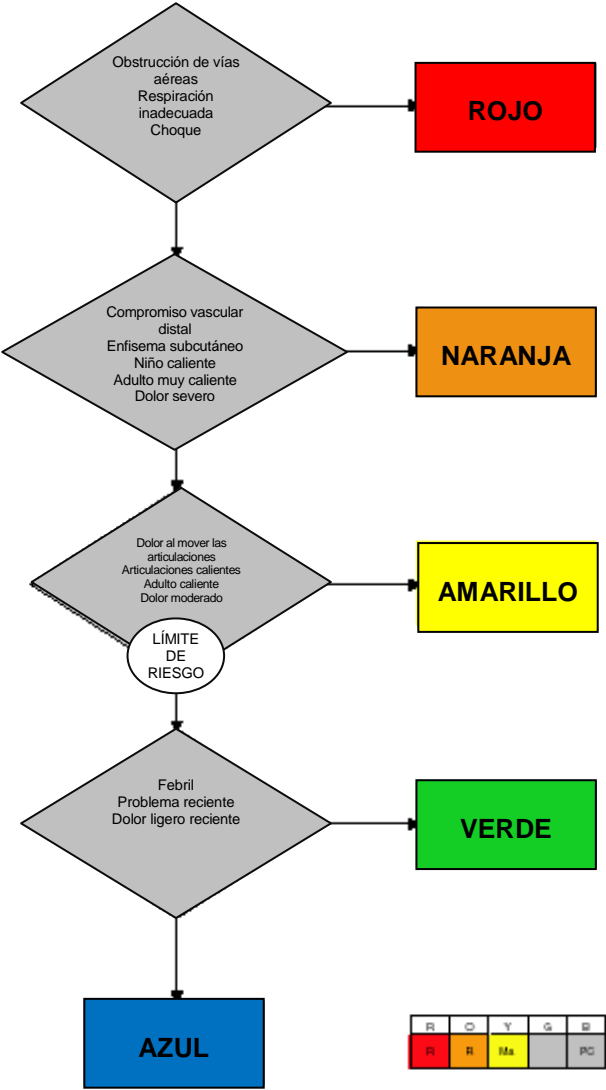 Obstrucción de vías
aéreas
Respiración
inadecuada
Choque
ROJO
Compromiso vascular
distal
Enfisema subcutáneo
Niño caliente
Adulto muy caliente
Dolor severo
NARANJA
Dolor al mover las
articulaciones
Articulaciones calientes
Adulto caliente
Dolor moderado
AMARILLO
LÍMITE
DE
RIESGO
Febril
Problema reciente
Dolor ligero reciente
VERDE
AZUL
R O Y G B
R R Ma PC